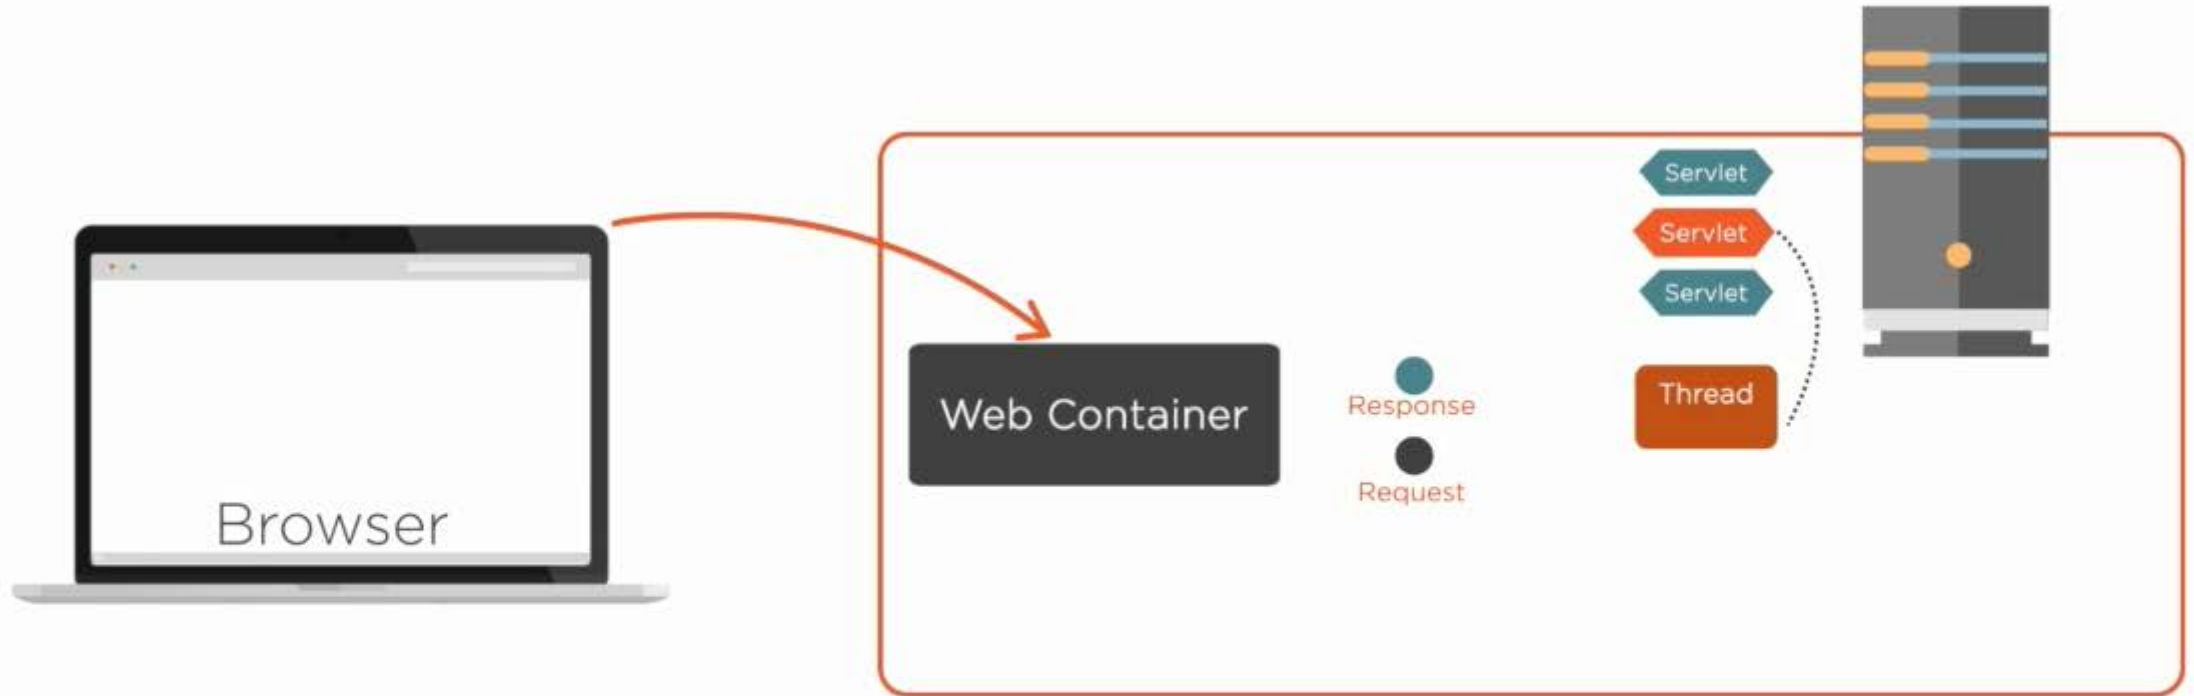 Browser
Web Container
Response
Request
Servlet
Servlet
Servlet
Thread